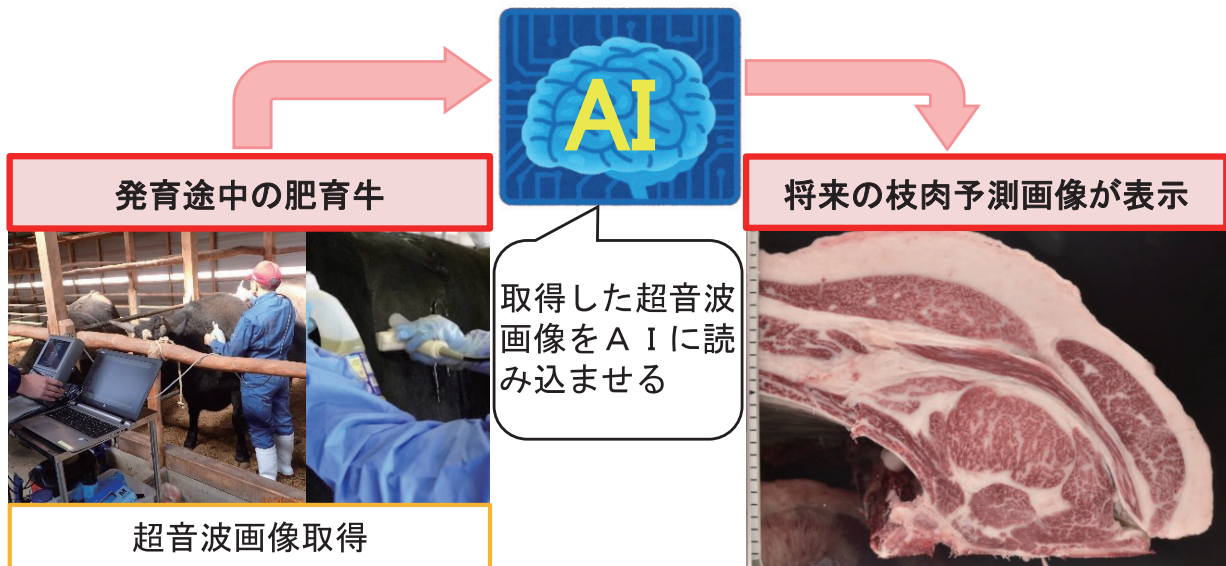 AI
発育途中の肥育牛
将来の枝肉予測画像が表示
取得した超音波
画像をＡＩに読
み込ませる
超音波画像取得